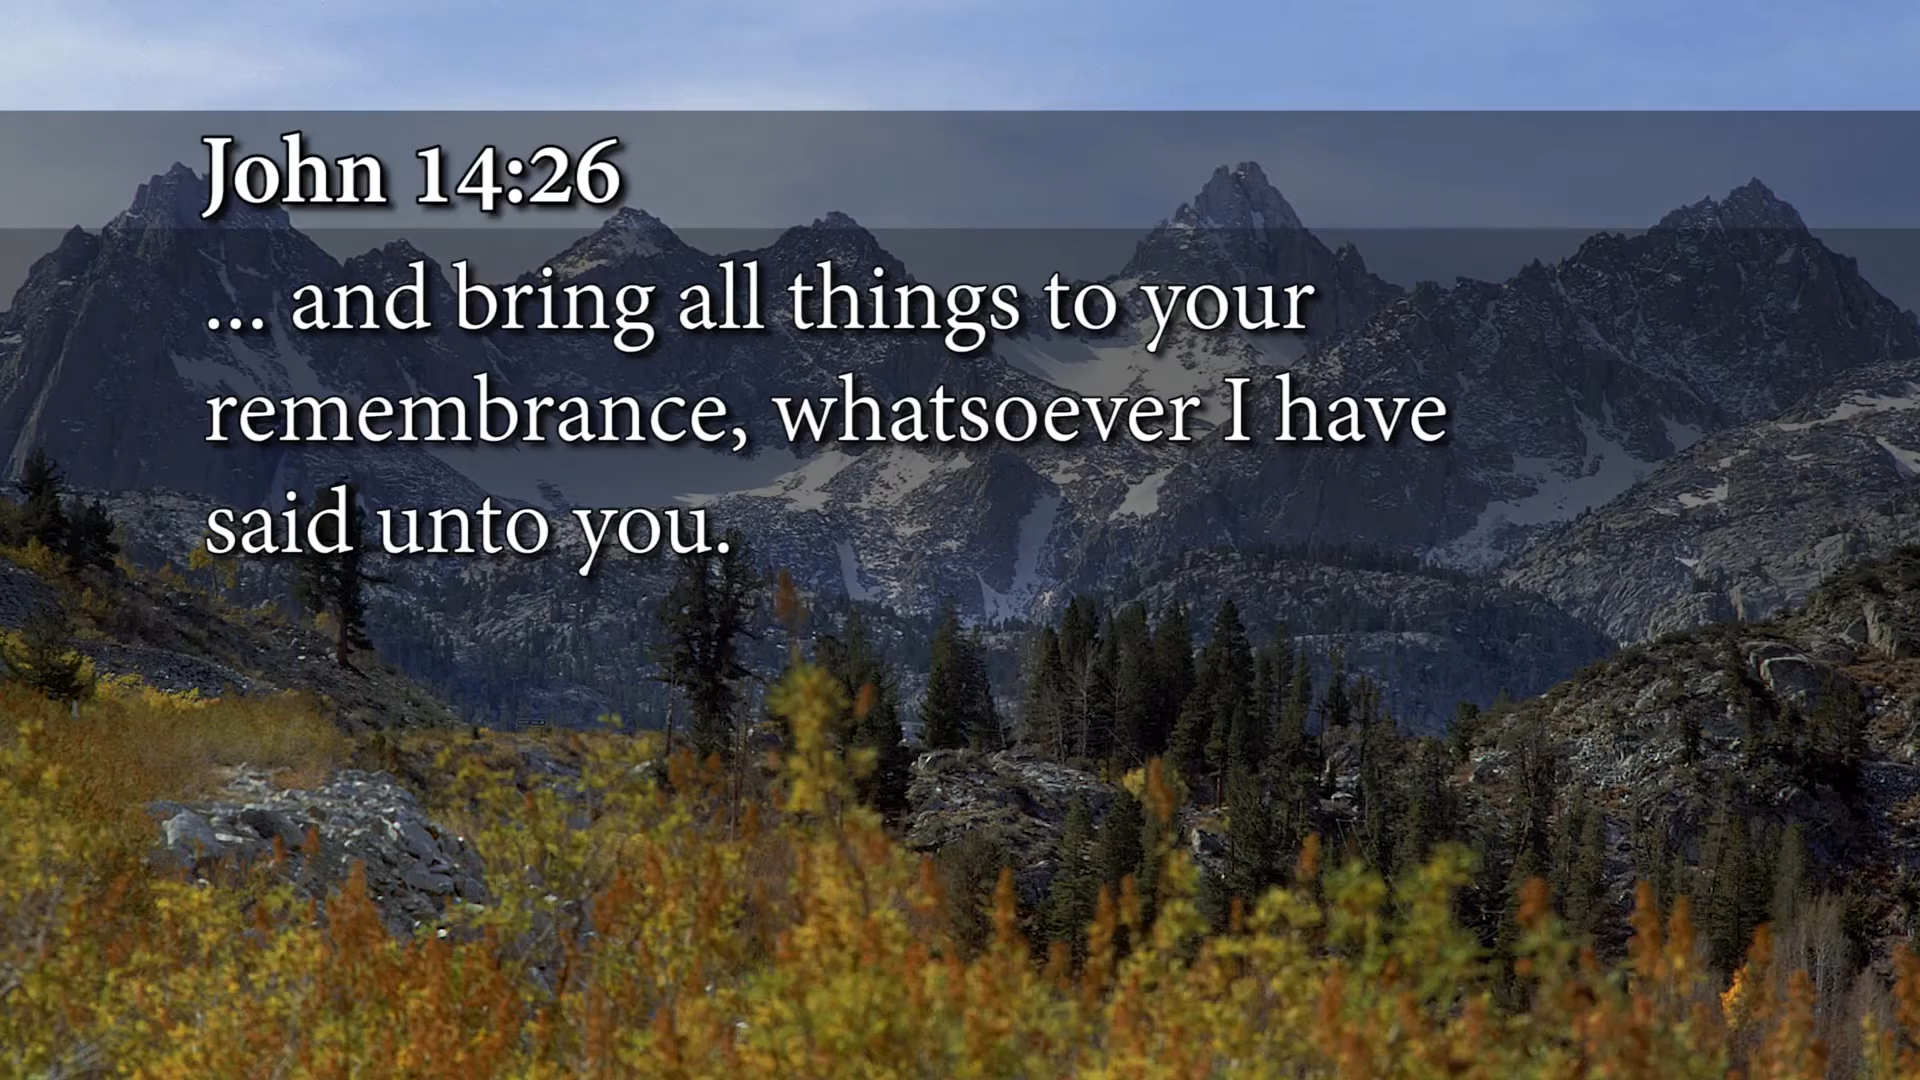 John 14:26
... and bring all things to your
remembrance, whatsoever I have
said unto you.